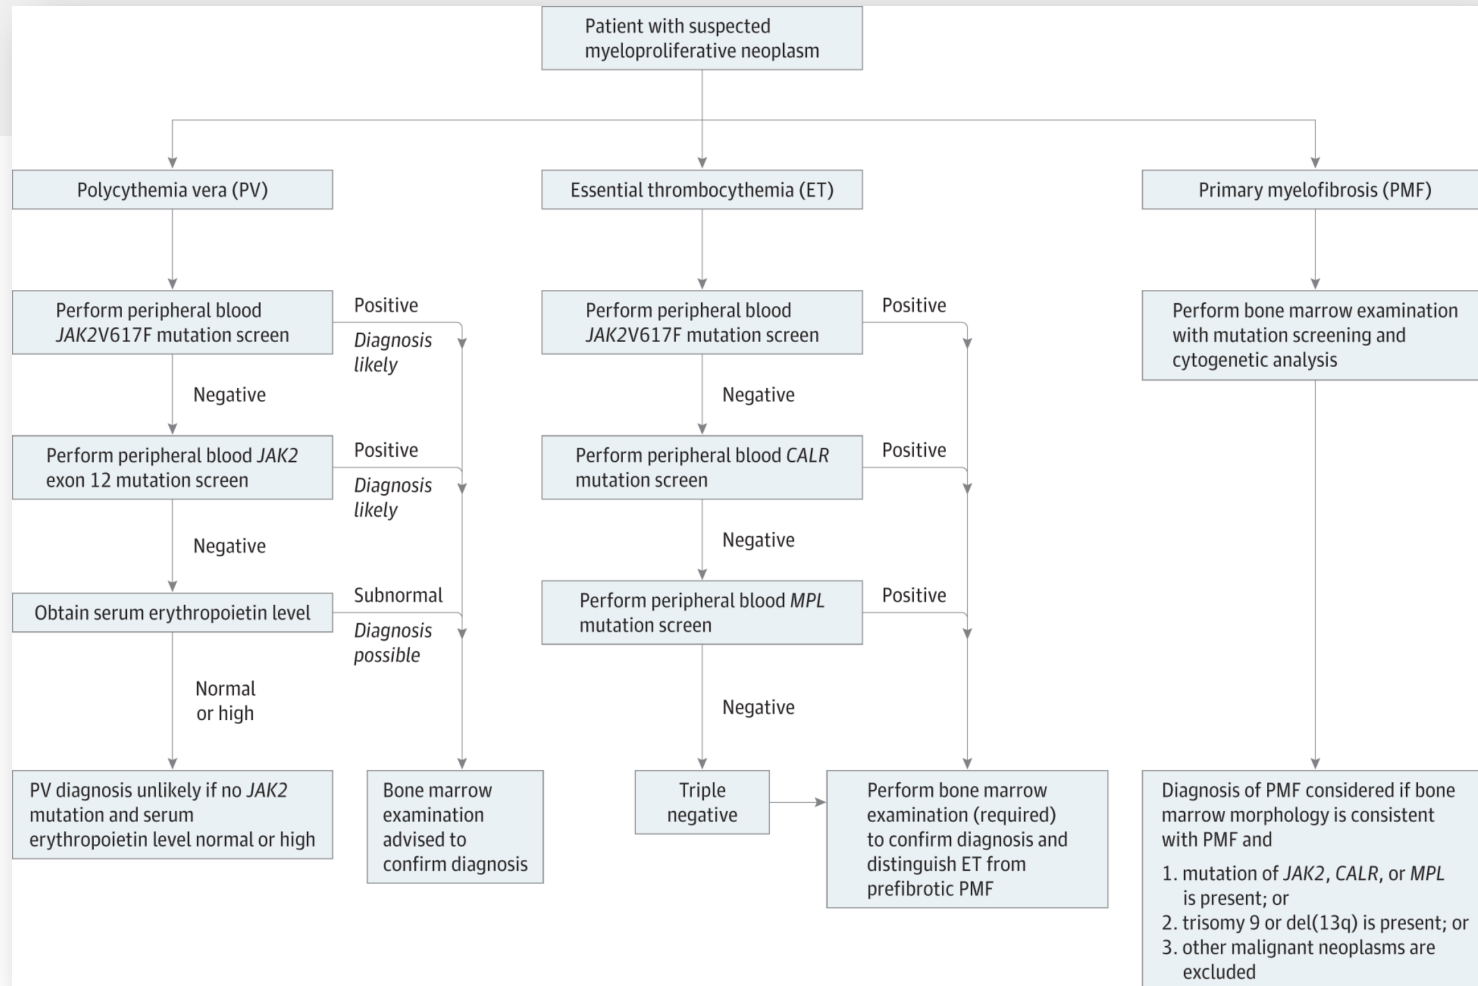 Patient with suspected
myeloproliferative neoplasm
Polycythemia vera (PV)
Perform peripheral blood
JAK2V617F mutation screen
Positive
Diagnosis
likely
Negative
Perform peripheral blood JAK2
exon 12 mutation screen
Positive
Diagnosis
likely
Negative
Obtain serum erythropoietin level
Subnormal
Diagnosis
possible
Normal
or high
PV diagnosis unlikely if no JAK2
mutation and serum
erythropoietin level normal or high
Bone marrow
examination
advised to
confirm diagnosis
Essential thrombocythemia (ET)
Perform peripheral blood
JAK2V617F mutation screen
Positive
Negative
Perform peripheral blood CALR
mutation screen
Positive
Negative
Perform peripheral blood MPL
mutation screen
Positive
Negative
Triple
negative
Perform bone marrow
examination (required)
to confirm diagnosis and
distinguish ET from
prefibrotic PMF
Primary myelofibrosis (PMF)
Perform bone marrow examination
with mutation screening and
cytogenetic analysis
Diagnosis of PMF considered if bone
marrow morphology is consistent
with PMF and
1. mutation of JAK2, CALR, or MPL
is present; or
2. trisomy 9 or del(13q) is present; or
3. other malignant neoplasms are
excluded